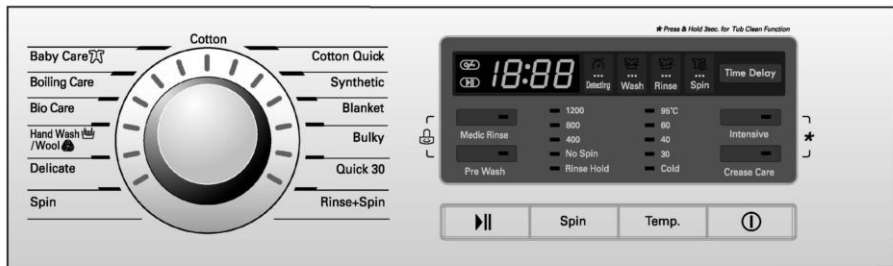 * Press & Hold 3sec. for Tub Clean Function
Cotton
Baby Care
Boiling Care
Bio Care
Hand Wash
/Wool
Delicate
Spin
Cotton Quick
Synthetic
Blanket
Bulky
Quick 30
Rinse+Spin
18:88
Detecting
Wash
Rinse
Spin
Time Delay
Medic Rinse
Pre Wash
1200
800
400
No Spin
Rinse Hold
95°C
60
40
30
Cold
Intensive
Crease Care
*
Spin
Temp.